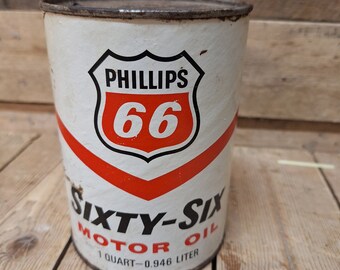 PHILLIPS
66
SIXTY-SIX
MOTOR OIL
1 QUART-0.946 LITER